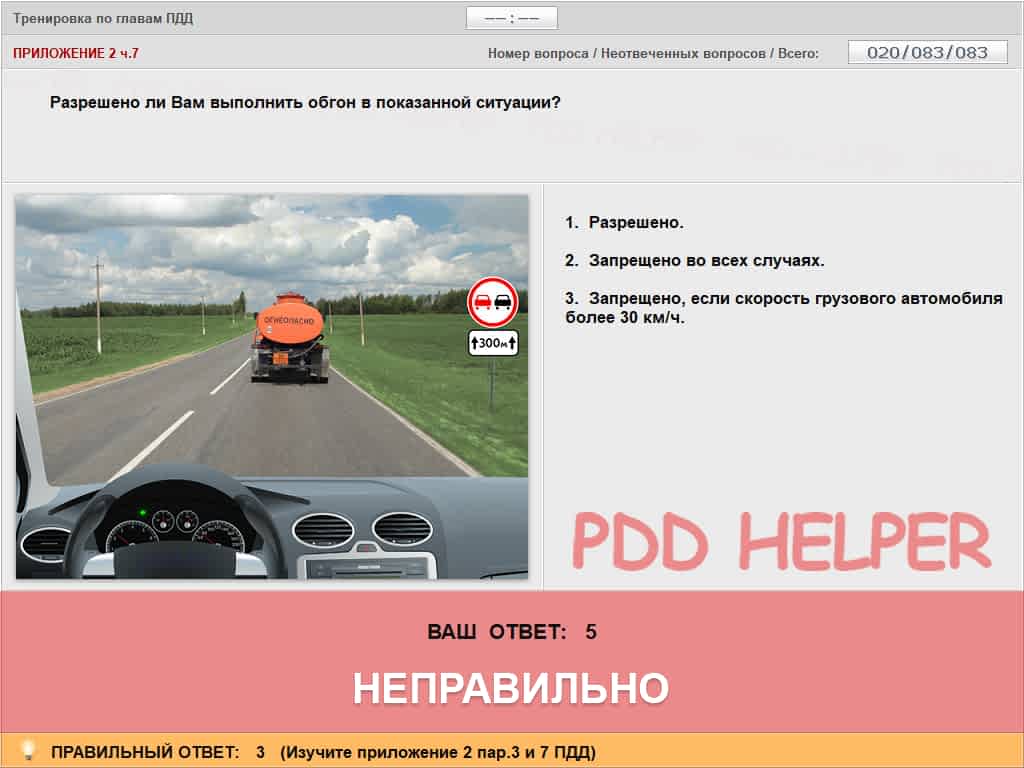 Тренировка по главам ПДД
–– : ––
ПРИЛОЖЕНИЕ 2 ч.7
Номер вопроса / Неотвеченных вопросов / Всего:
020/083/083
Разрешено ли Вам выполнить обгон в показанной ситуации?
1. Разрешено.
2. Запрещено во всех случаях.
3. Запрещено, если скорость грузового автомобиля
более 30 км/ч.
ОГНЕОПАСНО
300м
PDD HELPER
ВАШ ОТВЕТ: 5
НЕПРАВИЛЬНО
ПРАВИЛЬНЫЙ ОТВЕТ: 3 (Изучите приложение 2 пар.3 и 7 ПДД)